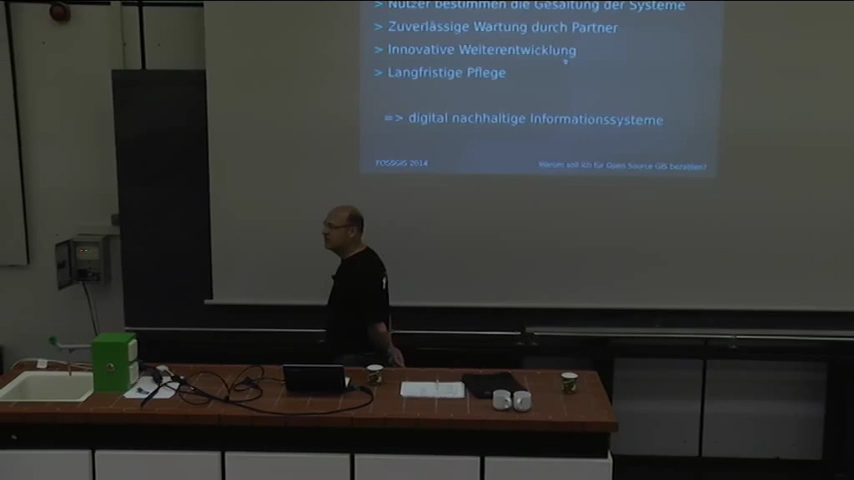 > Nutzer bestimmen die Gesaltung der Systeme
> Zuverlässige Wartung durch Partner
> Innovative Weiterentwicklung
> Langfristige Pflege
=> digital nachhaltige Informationssysteme
FOSSGIS 2014 Warum soll ich für Open Source GIS bezahlen?